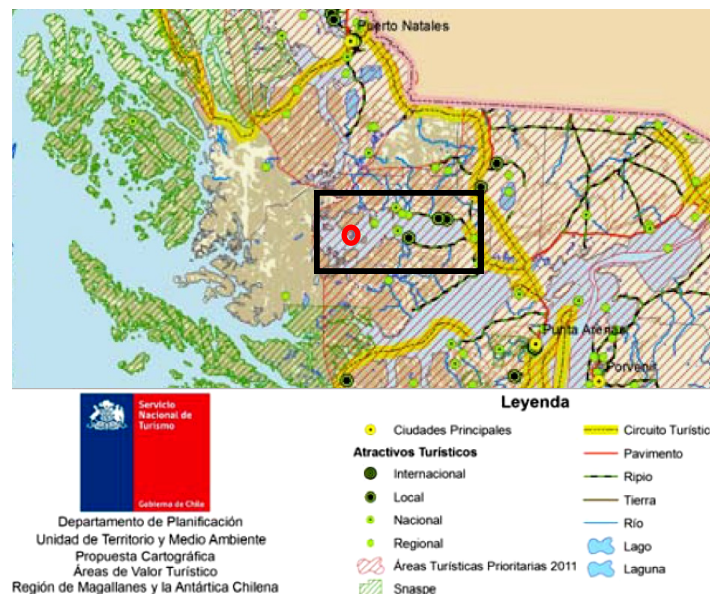 Puerto Natales
O
Punta Arenas
Porvenir
Servicio
Nacional de
Turismo
Gobierno de Chile
Departamento de Planificación
Unidad de Territorio y Medio Ambiente
Propuesta Cartográfica
Áreas de Valor Turístico
Región de Magallanes y la Antártica Chilena
Leyenda
Ciudades Principales
Atractivos Turísticos
Internacional
Local
Nacional
Regional
Áreas Turísticas Prioritarias 2011
Snaspe
Circuito Turístic
Pavimento
Ripio
Tierra
Río
Lago
Laguna